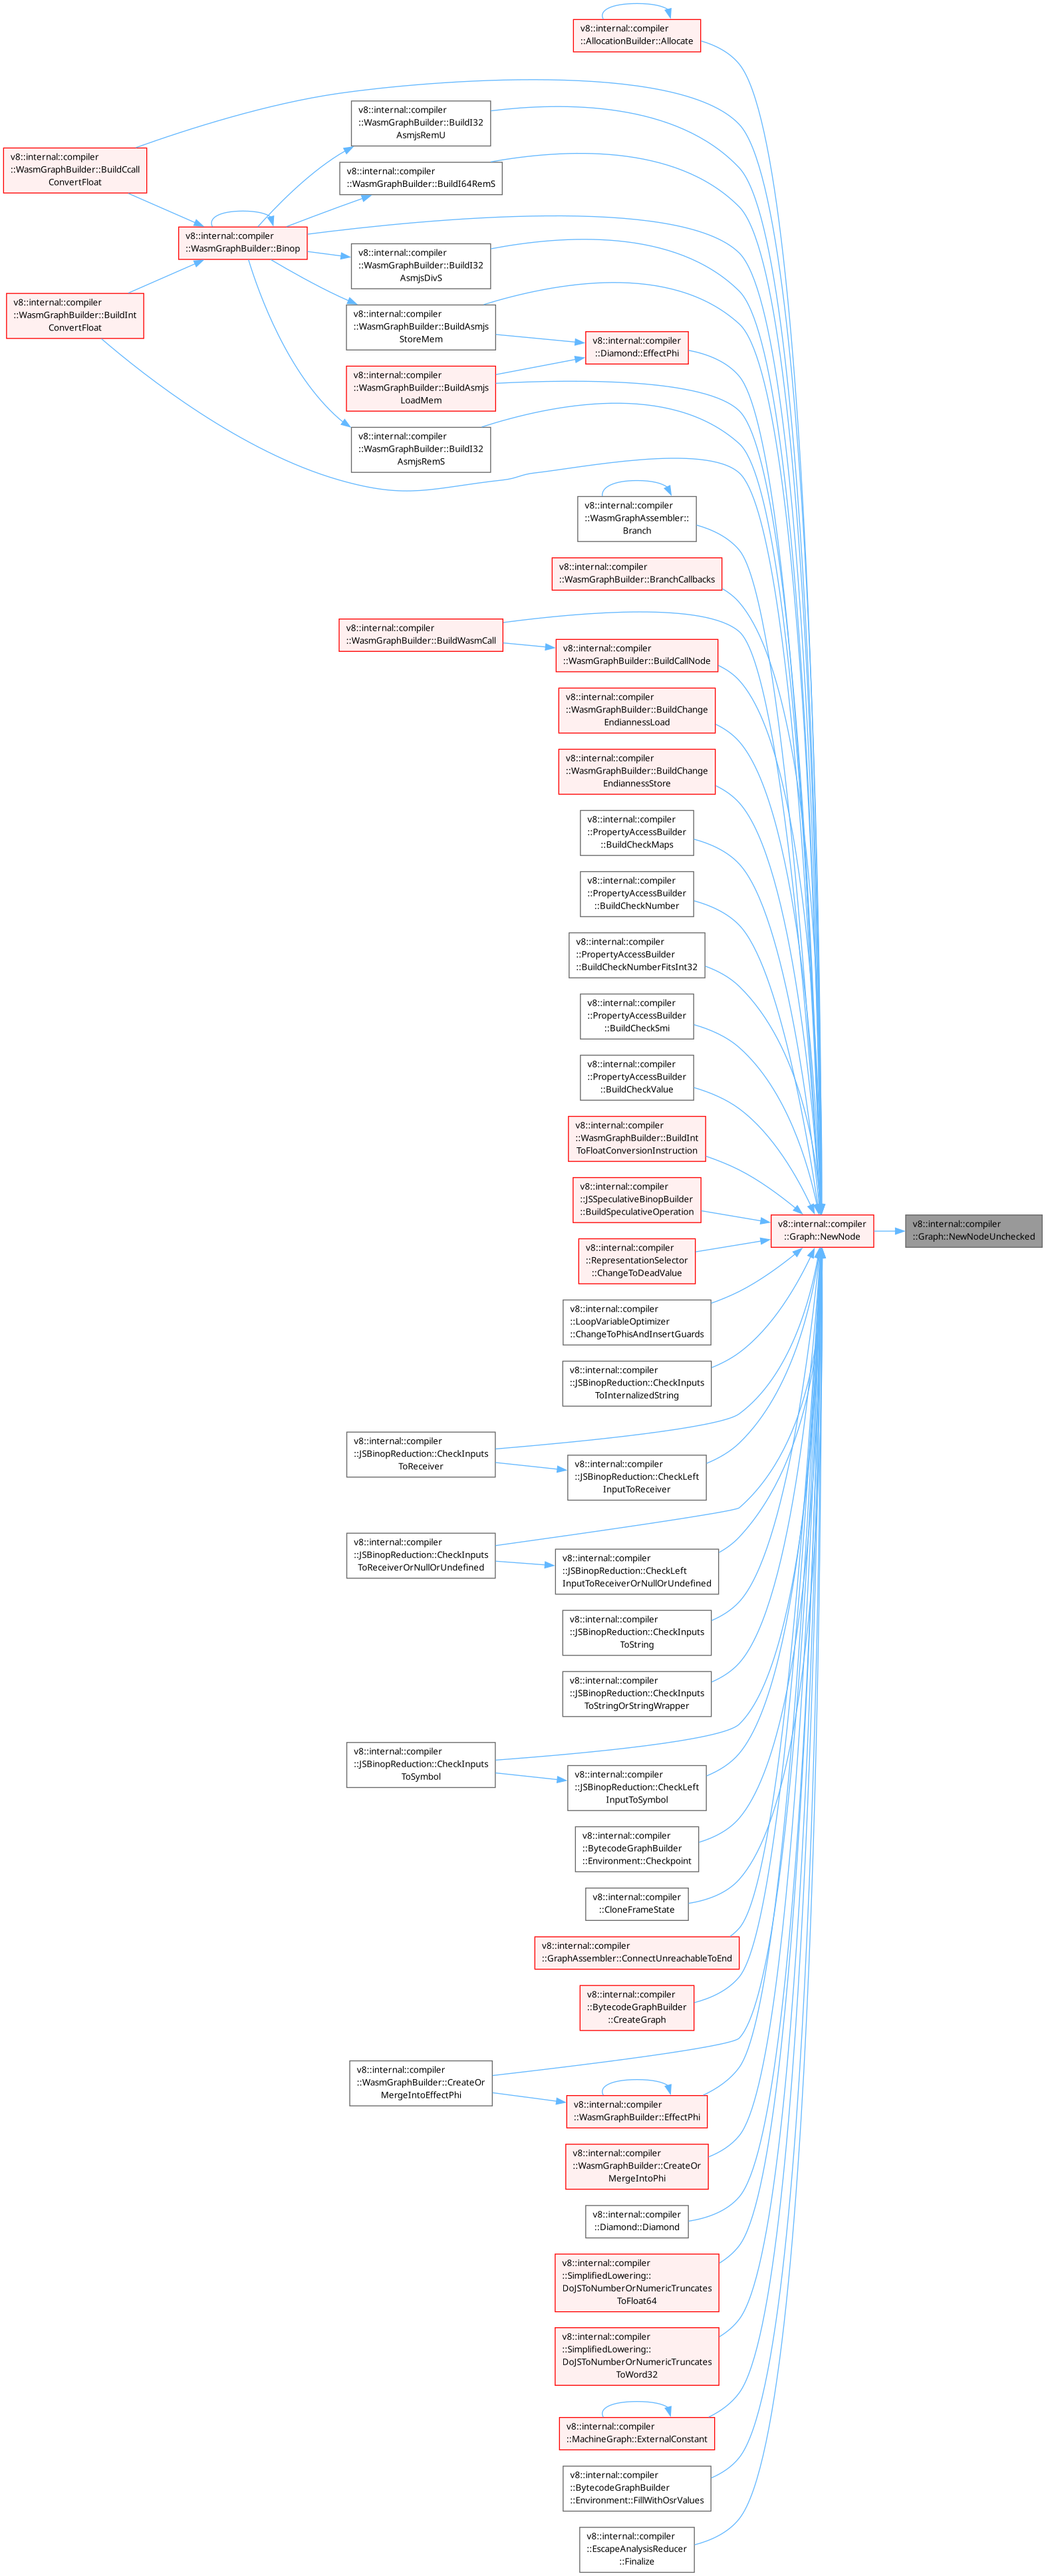 v8::internal::compiler
::AllocationBuilder::Allocate
v8::internal::compiler
::WasmGraphBuilder::BuildI32
AsmjsRemU
v8::internal::compiler
::WasmGraphBuilder::BuildCcall
ConvertFloat
v8::internal::compiler
::WasmGraphBuilder::BuildI64RemS
v8::internal::compiler
::WasmGraphBuilder::Binop
v8::internal::compiler
::WasmGraphBuilder::BuildI32
AsmjsDivS
v8::internal::compiler
::WasmGraphBuilder::BuildInt
ConvertFloat
v8::internal::compiler
::WasmGraphBuilder::BuildAsmjs
StoreMem
v8::internal::compiler
::Diamond::EffectPhi
v8::internal::compiler
::WasmGraphBuilder::BuildAsmjs
LoadMem
v8::internal::compiler
::WasmGraphBuilder::BuildI32
AsmjsRemS
v8::internal::compiler
::WasmGraphAssembler::
Branch
v8::internal::compiler
::WasmGraphBuilder::BranchCallbacks
v8::internal::compiler
::WasmGraphBuilder::BuildWasmCall
v8::internal::compiler
::WasmGraphBuilder::BuildCallNode
v8::internal::compiler
::WasmGraphBuilder::BuildChange
EndiannessLoad
v8::internal::compiler
::WasmGraphBuilder::BuildChange
EndiannessStore
v8::internal::compiler
::PropertyAccessBuilder
::BuildCheckMaps
v8::internal::compiler
::PropertyAccessBuilder
::BuildCheckNumber
v8::internal::compiler
::PropertyAccessBuilder
::BuildCheckNumberFitsInt32
v8::internal::compiler
::PropertyAccessBuilder
::BuildCheckSmi
v8::internal::compiler
::PropertyAccessBuilder
::BuildCheckValue
v8::internal::compiler
::WasmGraphBuilder::BuildInt
ToFloatConversionInstruction
v8::internal::compiler
::JSSpeculativeBinopBuilder
::BuildSpeculativeOperation
v8::internal::compiler
::Graph::NewNode
v8::internal::compiler
::Graph::NewNodeUnchecked
v8::internal::compiler
::RepresentationSelector
::ChangeToDeadValue
v8::internal::compiler
::LoopVariableOptimizer
::ChangeToPhisAndInsertGuards
v8::internal::compiler
::JSBinopReduction::CheckInputs
ToInternalizedString
v8::internal::compiler
::JSBinopReduction::CheckInputs
ToReceiver
v8::internal::compiler
::JSBinopReduction::CheckLeft
InputToReceiver
v8::internal::compiler
::JSBinopReduction::CheckInputs
ToReceiverOrNullOrUndefined
v8::internal::compiler
::JSBinopReduction::CheckLeft
InputToReceiverOrNullOrUndefined
v8::internal::compiler
::JSBinopReduction::CheckInputs
ToString
v8::internal::compiler
::JSBinopReduction::CheckInputs
ToStringOrStringWrapper
v8::internal::compiler
::JSBinopReduction::CheckInputs
ToSymbol
v8::internal::compiler
::JSBinopReduction::CheckLeft
InputToSymbol
v8::internal::compiler
::BytecodeGraphBuilder
::Environment::Checkpoint
v8::internal::compiler
::CloneFrameState
v8::internal::compiler
::GraphAssembler::ConnectUnreachableToEnd
v8::internal::compiler
::BytecodeGraphBuilder
::CreateGraph
v8::internal::compiler
::WasmGraphBuilder::CreateOr
MergeIntoEffectPhi
v8::internal::compiler
::WasmGraphBuilder::EffectPhi
v8::internal::compiler
::WasmGraphBuilder::CreateOr
MergeIntoPhi
v8::internal::compiler
::Diamond::Diamond
v8::internal::compiler
::SimplifiedLowering::
DoJSToNumberOrNumericTruncates
ToFloat64
v8::internal::compiler
::SimplifiedLowering::
DoJSToNumberOrNumericTruncates
ToWord32
v8::internal::compiler
::MachineGraph::ExternalConstant
v8::internal::compiler
::BytecodeGraphBuilder
::Environment::FillWithOsrValues
v8::internal::compiler
::EscapeAnalysisReducer
::Finalize